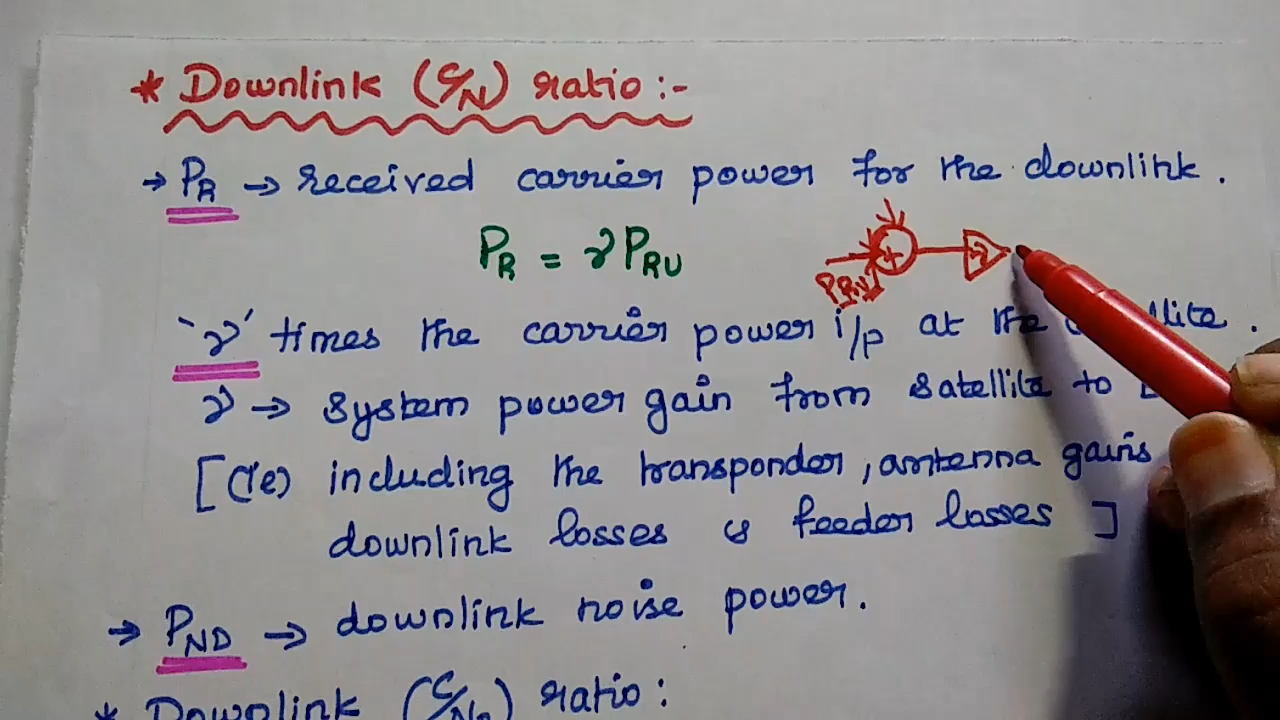 * Downlink (C/N) ratio :-
→ PR → received carrier power for the downlink.
PR = γ PRU
PRU
γ
'γ' times the carrier power i/p at the
γ → system power gain from satellite to
[(i.e) including the transponder, antenna gains
downlink losses & feeder losses ]
→ PND → downlink noise power.
* Downlink (C/N0) ratio :